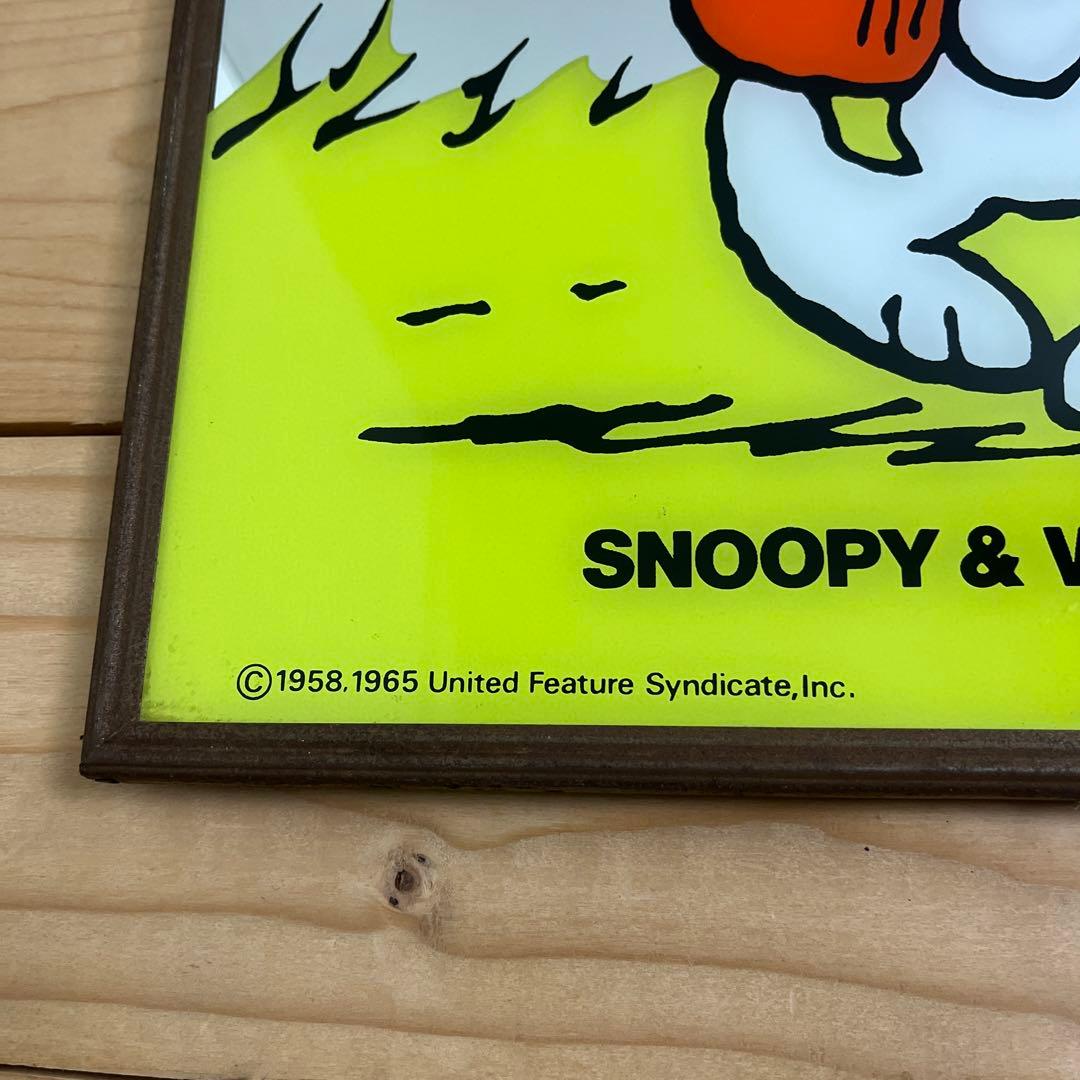 SNOOPY &
©1958,1965 United Feature Syndicate,Inc.